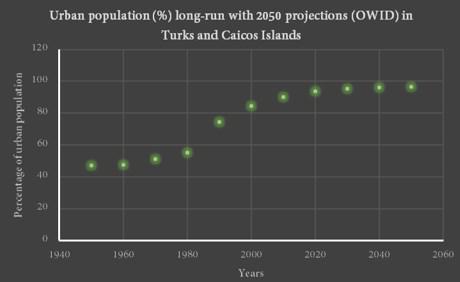 Urban population (%) long-run with 2050 projections (OWID) in
Turks and Caicos Islands
120
100
80
60
40
20
0
Percentage of urban population
1940 1960 1980 2000 2020 2040 2060
Years